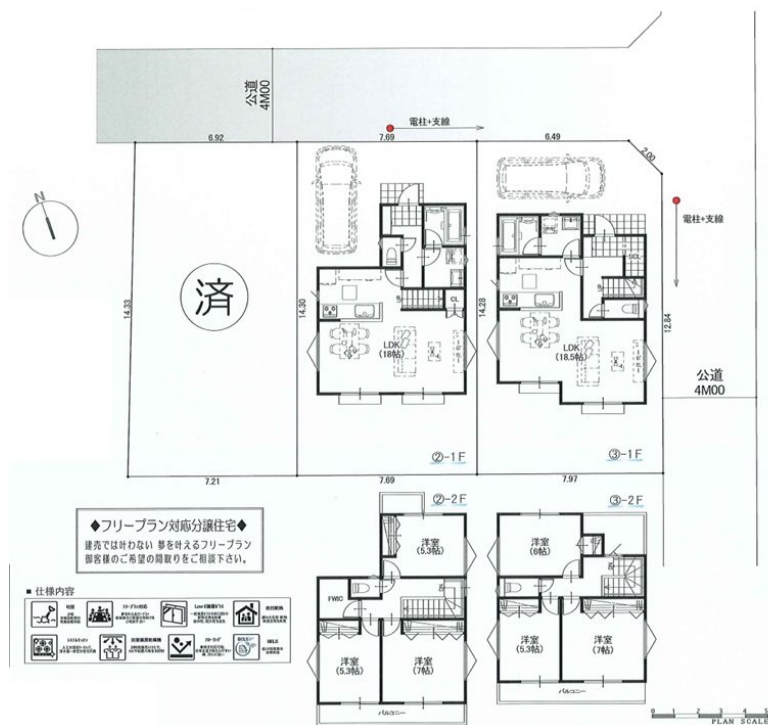 公道
4M00
6.92
7.69
電柱+支線
6.49
2.00
N
電柱+支線
済
14.33
14.30
14.28
12.84
UP
CL
LDK
(18帖)
SCL
UP
LDK
(18.5帖)
公道
4M00
②-1F
③-1F
7.21
7.69
7.97
②-2F
③-2F
◆フリープラン対応分譲住宅◆
建売では叶わない 夢を叶えるフリープラン
御客様のご希望の間取りをご相談下さい。
■ 仕様内容
洋室
(5.3帖)
FWIC
洋室
(5.3帖)
洋室
(7帖)
バルコニー
洋室
(6帖)
洋室
(5.3帖)
洋室
(7帖)
バルコニー
PLAN SCALE